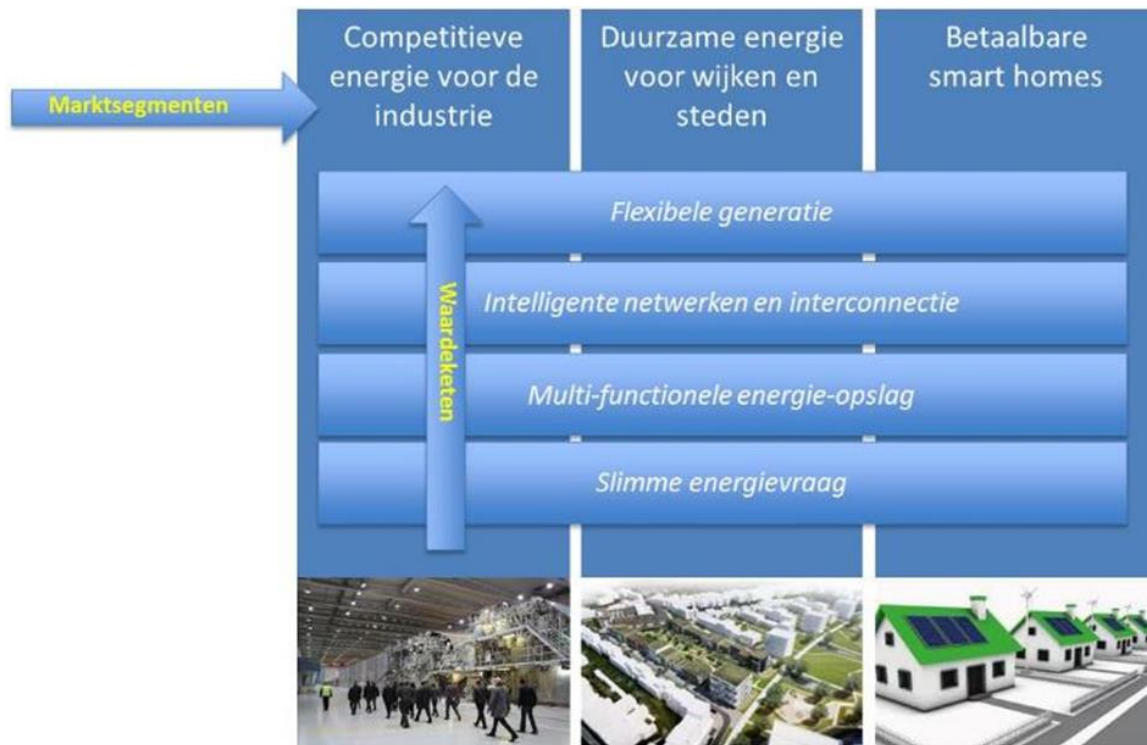 Marktsegmenten
Competitieve
energie voor de
industrie
Duurzame energie
voor wijken en
steden
Betaalbare
smart homes
Waardeketen
Flexibele generatie
Intelligente netwerken en interconnectie
Multi-functionele energie-opslag
Slimme energievraag